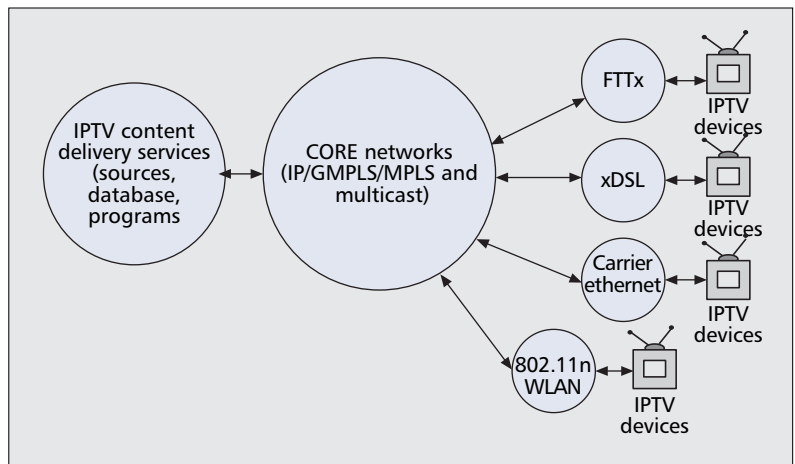 IPTV content
delivery services
(sources,
database,
programs
CORE networks
(IP/GMPLS/MPLS and
multicast)
FTTx
IPTV
devices
xDSL
IPTV
devices
Carrier
ethernet
IPTV
devices
802.11n
WLAN
IPTV
devices